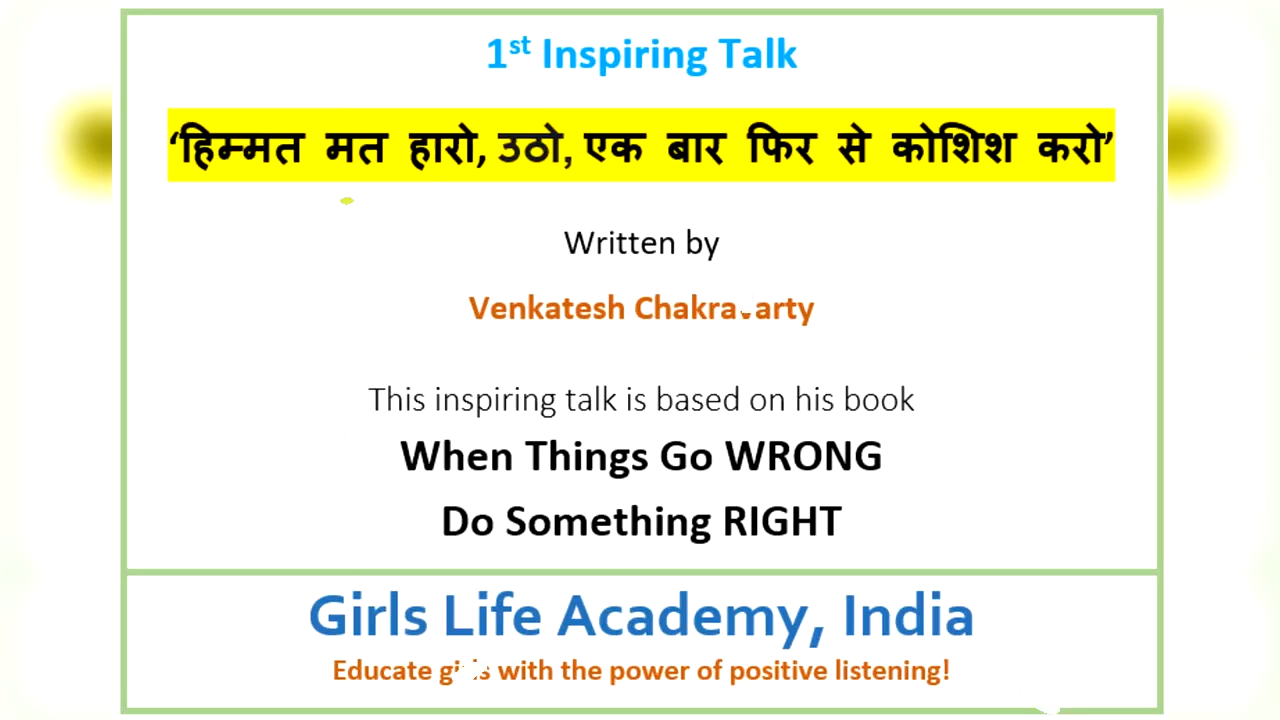 1st Inspiring Talk
‘हिम्मत मत हारो, उठो, एक बार फिर से कोशिश करो’
Written by
Venkatesh
This inspiring talk is based on his book
When Things Go WRONG
Do Something RIGHT
Girls Life Academy, India
Educate with the power of positive listening!